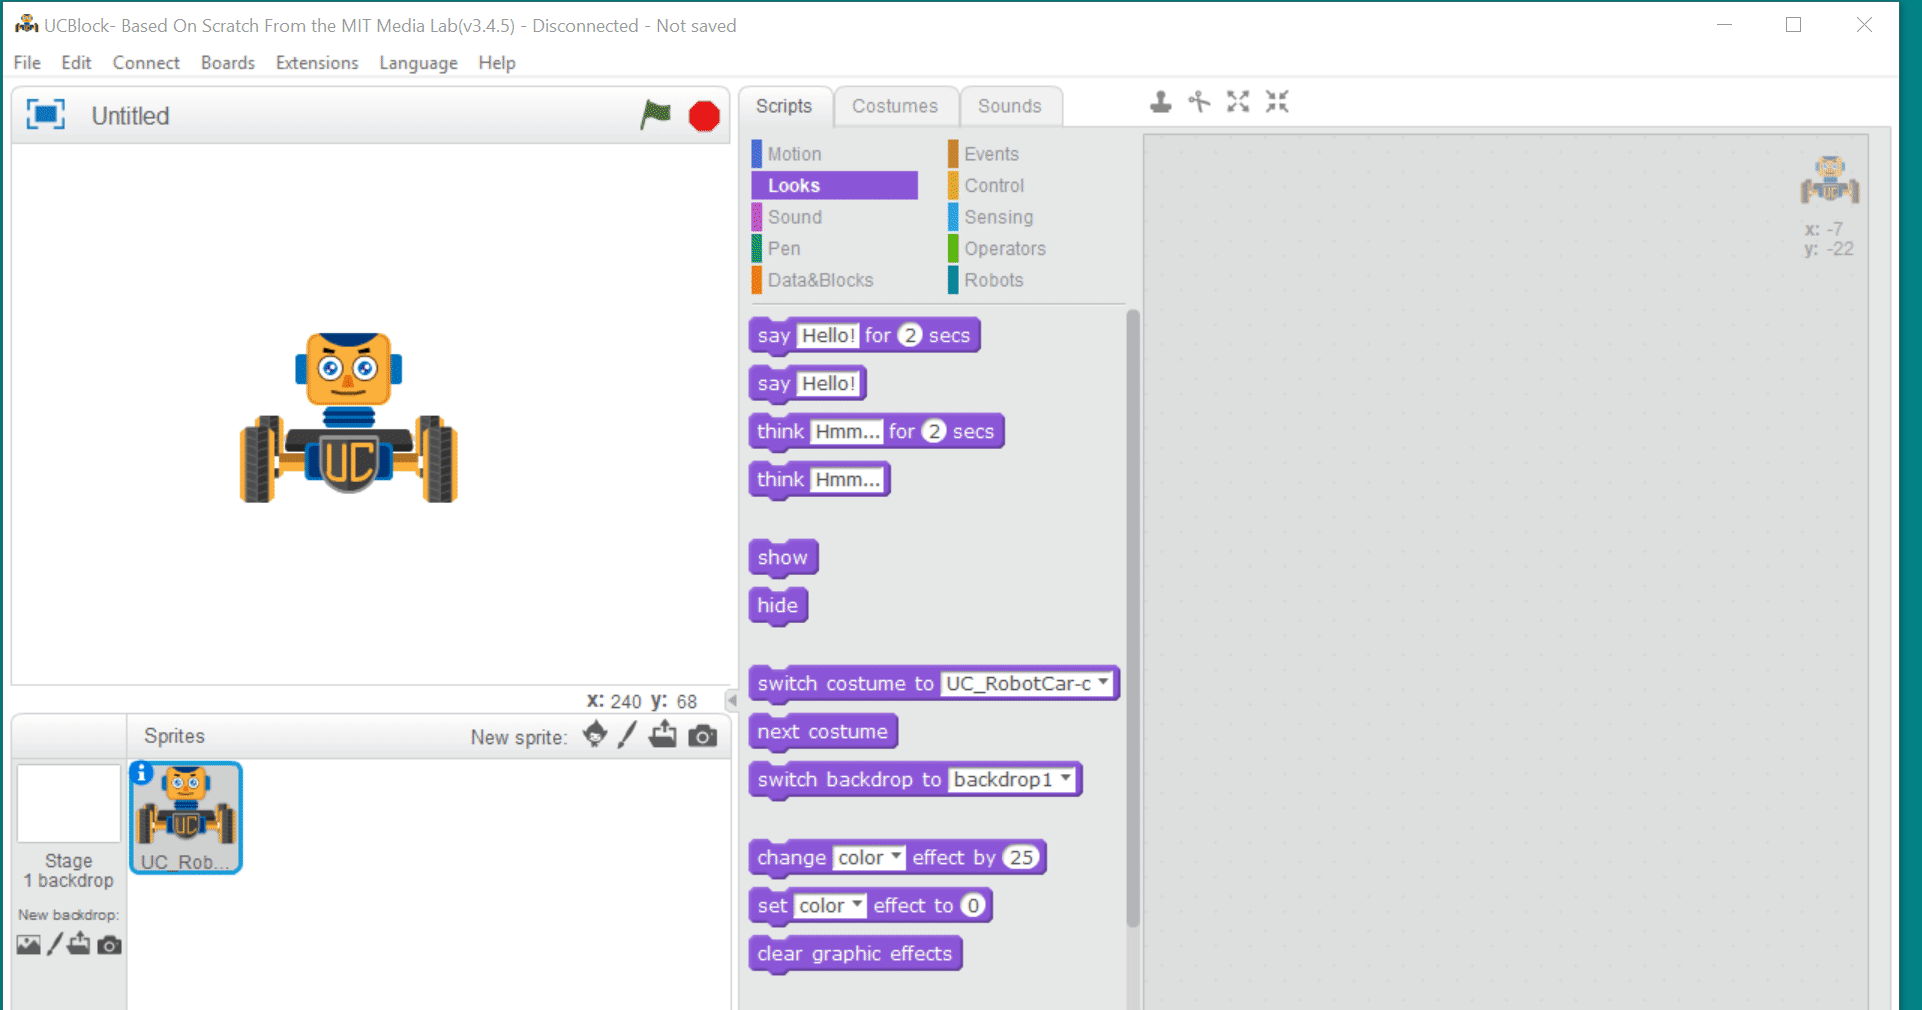 UCBlock- Based On Scratch From the MIT Media Lab(v3.4.5) - Disconnected - Not saved
File Edit Connect Boards Extensions Language Help
Untitled
Scripts Costumes Sounds
Motion Events
Looks Control
Sound Sensing
Pen Operators
Data&Blocks Robots
x: -7
y: -22
say Hello! for 2 secs
say Hello!
think Hmm... for 2 secs
think Hmm...
show
hide
switch costume to UC_RobotCar-c
next costume
switch backdrop to backdrop1
change color effect by 25
set color effect to 0
clear graphic effects
UC
x: 240 y: 68
Sprites New sprite:
UC
UC_Rob...
Stage
1 backdrop
New backdrop: